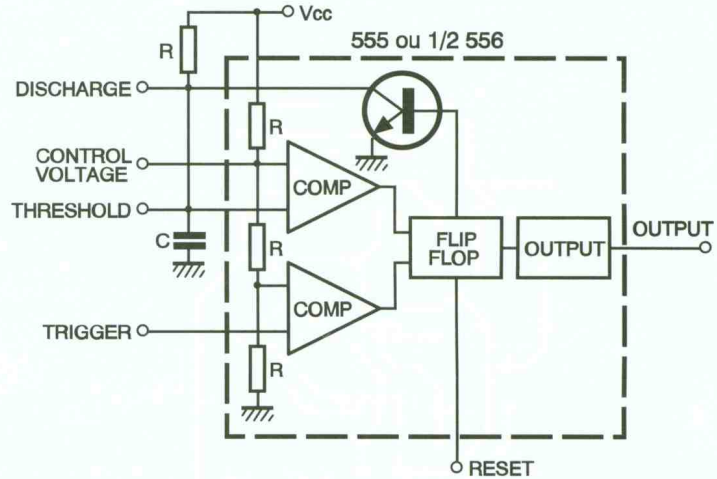 Vcc
555 ou 1/2 556
R
DISCHARGE
R
CONTROL
VOLTAGE
COMP
THRESHOLD
C
R
FLIP
FLOP
OUTPUT
OUTPUT
COMP
TRIGGER
R
RESET